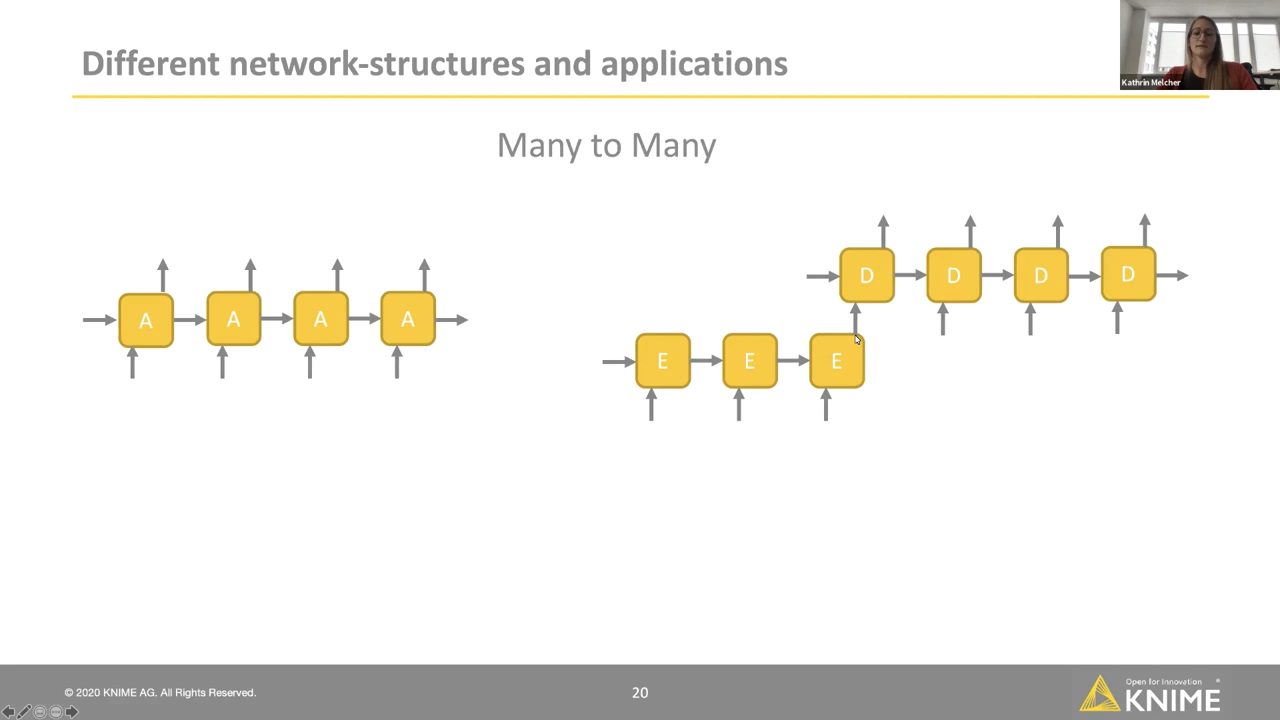 Different network-structures and applications
Kathrin Melcher
Many to Many
D D D D
A A A A
E E E
© 2020 KNIME AG. All Rights Reserved.
20
Open for Innovation ®
KNIME